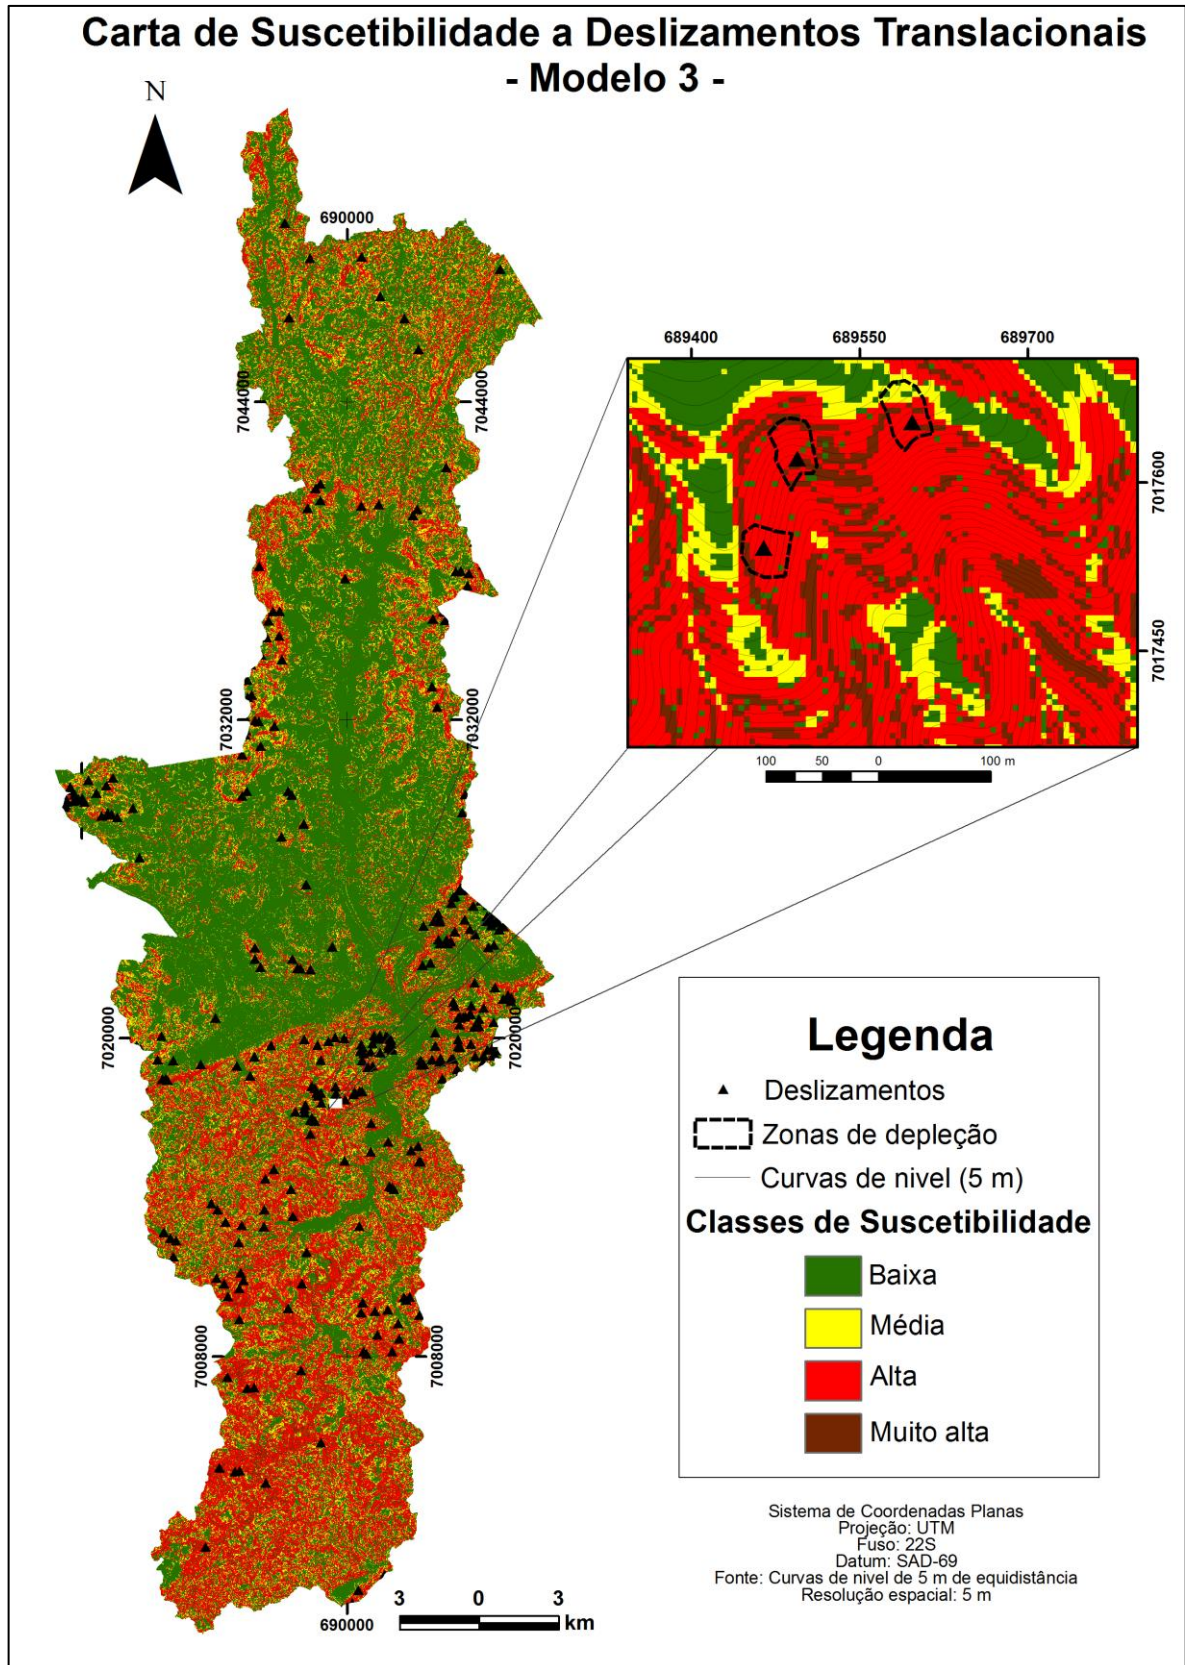 Carta de Suscetibilidade a Deslizamentos Translacionais
- Modelo 3 -
N
690000
7044000
7044000
689400
689550
689700
7017600
7017450
100
50
0
100 m
7032000
7032000
7020000
7020000
7008000
7008000
690000
3
0
3
km
Legenda
Deslizamentos
Zonas de depleção
Curvas de nivel (5 m)
Classes de Suscetibilidade
Baixa
Média
Alta
Muito alta
Sistema de Coordenadas Planas
Projeção: UTM
Fuso: 22S
Datum: SAD-69
Fonte: Curvas de nivel de 5 m de equidistância
Resolução espacial: 5 m